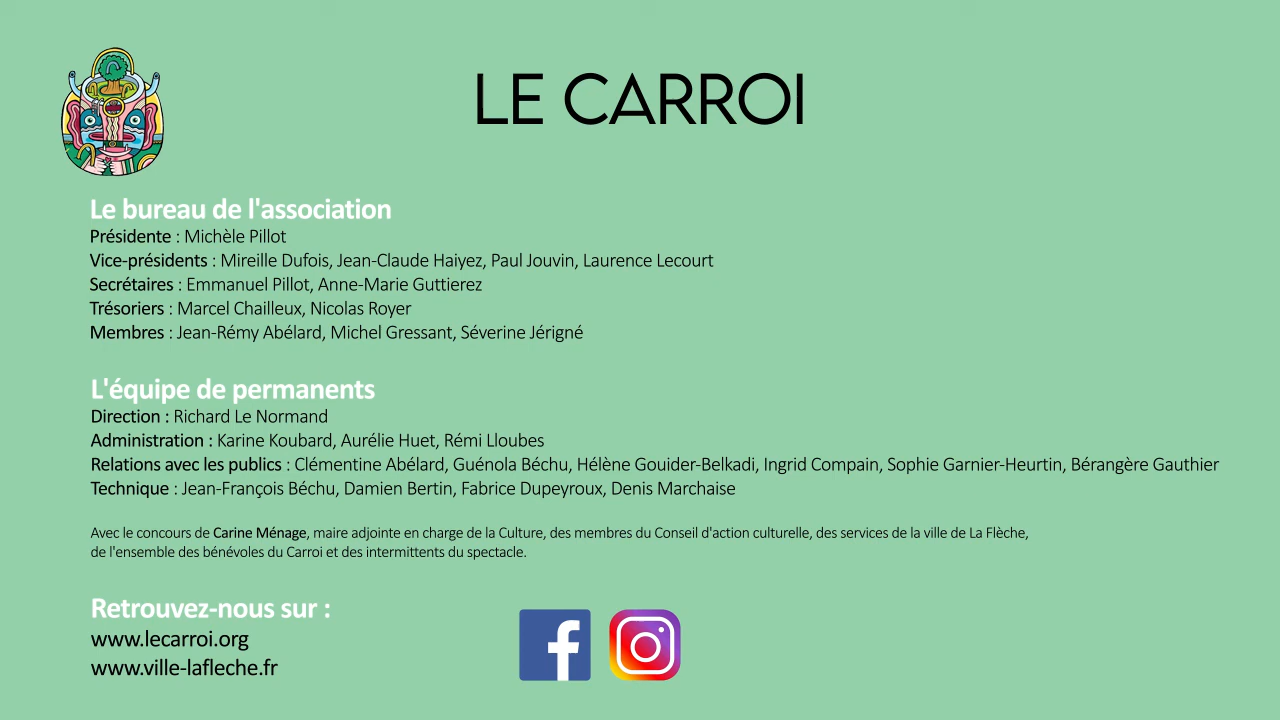 LE CARROI
Le bureau de l'association
Présidente : Michèle Pillot
Vice-présidents : Mireille Dufois, Jean-Claude Haiyez, Paul Jouvin, Laurence Lecourt
Secrétaires : Emmanuel Pillot, Anne-Marie Guttierez
Trésoriers : Marcel Chailleux, Nicolas Royer
Membres : Jean-Rémy Abélard, Michel Gressant, Séverine Jérigné
L'équipe de permanents
Direction : Richard Le Normand
Administration : Karine Koubard, Aurélie Huet, Rémi Lloubes
Relations avec les publics : Clémentine Abélard, Guénola Béchu, Hélène Gouider-Belkadi, Ingrid Compain, Sophie Garnier-Heurtin, Bérangère Gauthier
Technique : Jean-François Béchu, Damien Bertin, Fabrice Dupeyroux, Denis Marchaise
Avec le concours de Carine Ménage, maire adjointe en charge de la Culture, des membres du Conseil d'action culturelle, des services de la ville de La Flèche,
de l'ensemble des bénévoles du Carroi et des intermittents du spectacle.
Retrouvez-nous sur :
www.lecarroi.org
www.ville-lafleche.fr